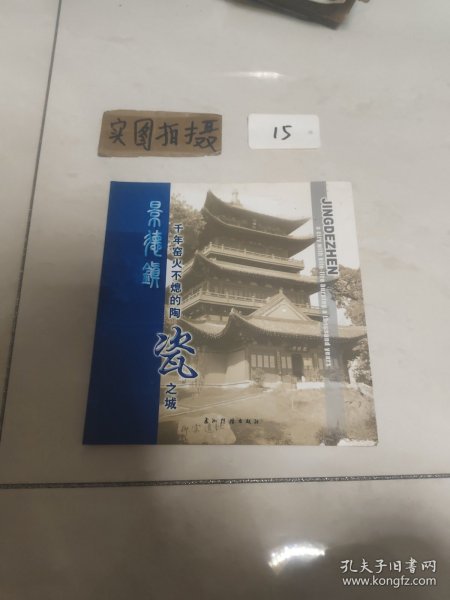 实图拍摄
15
景德镇
千年窑火不熄的陶
瓷
之城
JINGDEZHEN
五洲传播出版社
孔夫子旧书网
www.kongfz.com